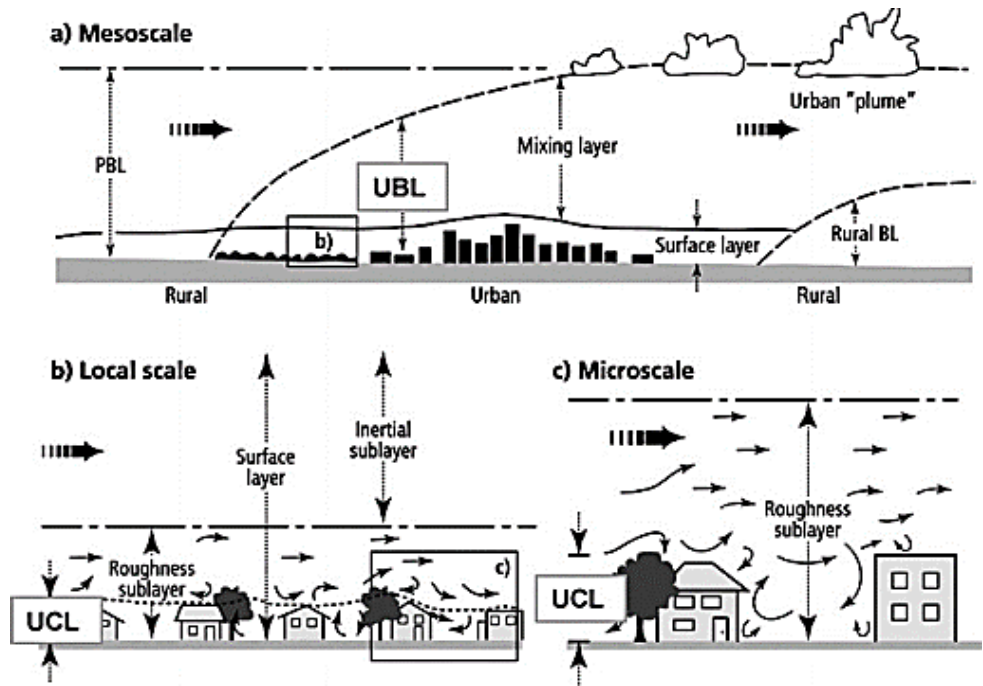 a) Mesoscale
Urban "plume"
PBL
Mixing layer
UBL
b)
Surface layer
Rural BL
Rural
Urban
Rural
b) Local scale
Inertial
sublayer
Surface
layer
Roughness
sublayer
c)
UCL
c) Microscale
Roughness
sublayer
UCL